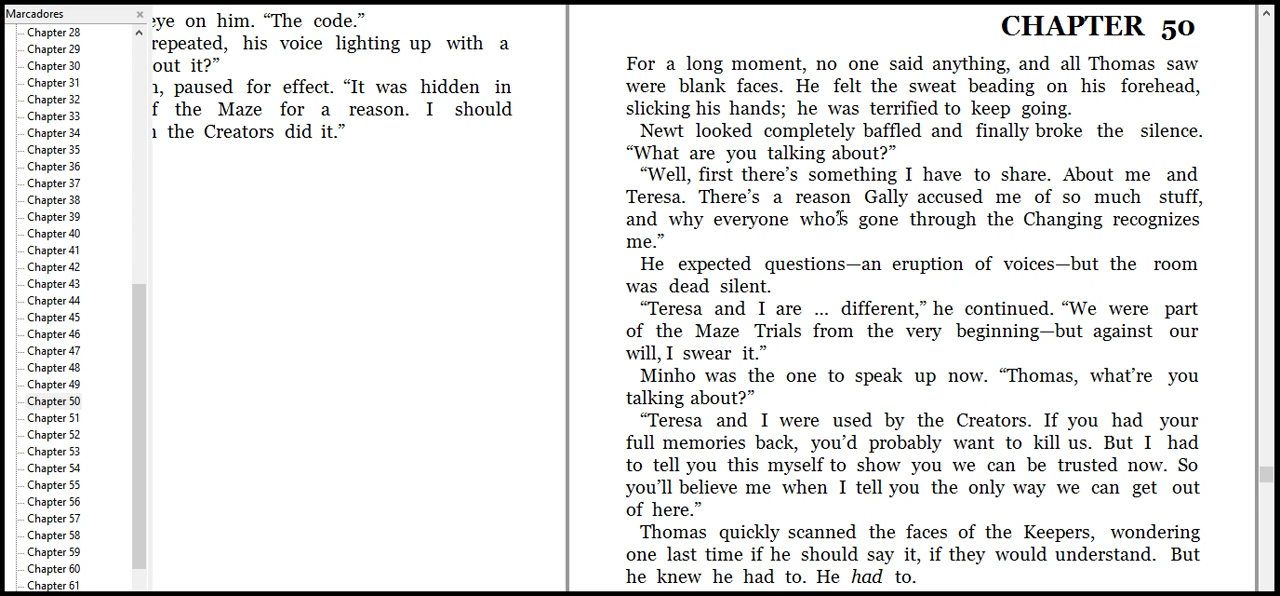 Marcadores
Chapter 28
Chapter 29
Chapter 30
Chapter 31
Chapter 32
Chapter 33
Chapter 34
Chapter 35
Chapter 36
Chapter 37
Chapter 38
Chapter 39
Chapter 40
Chapter 41
Chapter 42
Chapter 43
Chapter 44
Chapter 45
Chapter 46
Chapter 47
Chapter 48
Chapter 49
Chapter 50
Chapter 51
Chapter 52
Chapter 53
Chapter 54
Chapter 55
Chapter 56
Chapter 57
Chapter 58
Chapter 59
Chapter 60
Chapter 61
eye on him. “The code.”
repeated, his voice lighting up with a
out it?”
paused for effect. “It was hidden in
the Maze for a reason. I should
the Creators did it.”
CHAPTER 50
For a long moment, no one said anything, and all Thomas saw
were blank faces. He felt the sweat beading on his forehead,
slicking his hands; he was terrified to keep going.
Newt looked completely baffled and finally broke the silence.
“What are you talking about?”
“Well, first there’s something I have to share. About me and
Teresa. There’s a reason Gally accused me of so much stuff,
and why everyone who’s gone through the Changing recognizes
me.”
He expected questions—an eruption of voices—but the room
was dead silent.
“Teresa and I are ... different,” he continued. “We were part
of the Maze Trials from the very beginning—but against our
will, I swear it.”
Minho was the one to speak up now. “Thomas, what’re you
talking about?”
“Teresa and I were used by the Creators. If you had your
full memories back, you’d probably want to kill us. But I had
to tell you this myself to show you we can be trusted now. So
you’ll believe me when I tell you the only way we can get out
of here.”
Thomas quickly scanned the faces of the Keepers, wondering
one last time if he should say it, if they would understand. But
he knew he had to. He had to.